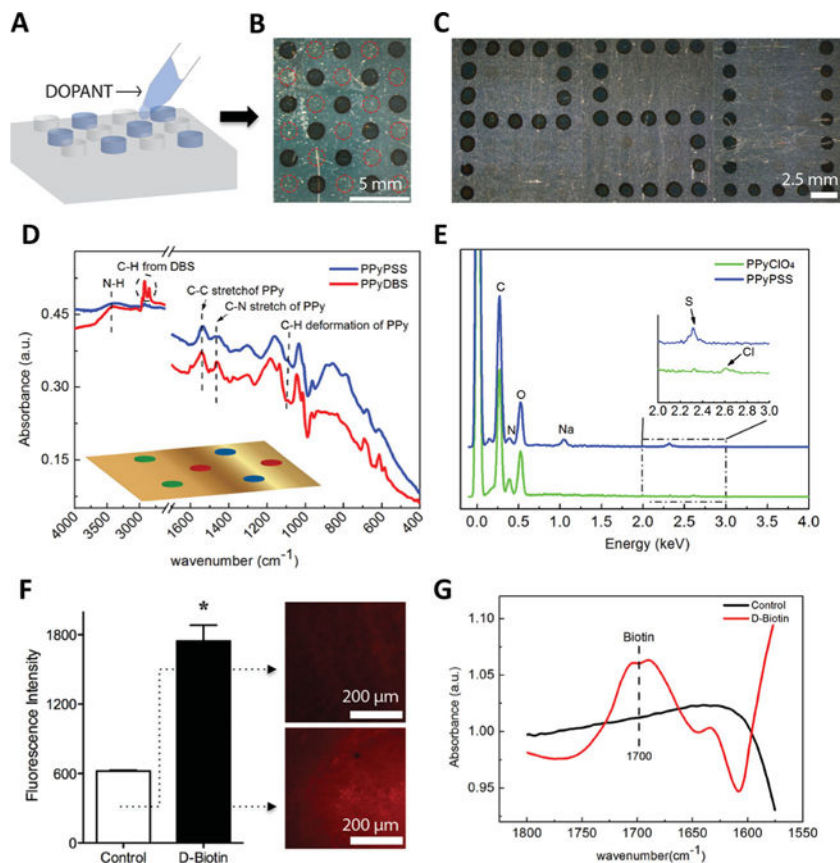 A
DOPANT
B
5 mm
C
2.5 mm
D
C-H from DBS
N-H
PPyPSS
PPyDBS
C-C stretchof PPy
C-N stretch of PPy
C-H deformation of PPy
0.45
0.30
0.15
Absorbance (a.u.)
4000 3500 3000 1600 1400 1200 1000 800 600 400
wavenumber (cm⁻¹)
E
PPyClO₄
PPyPSS
C
N
O
Na
S
Cl
2.0 2.2 2.4 2.6 2.8 3.0
0.0 0.5 1.0 1.5 2.0 2.5 3.0 3.5 4.0
Energy (keV)
F
Fluorescence Intensity
1800
1200
600
0
*
Control D-Biotin
200 µm
200 µm
G
Control
D-Biotin
Biotin
1700
1.10
1.05
1.00
0.95
Absorbance (a.u.)
1800 1750 1700 1650 1600 1550
wavenumber(cm⁻¹)